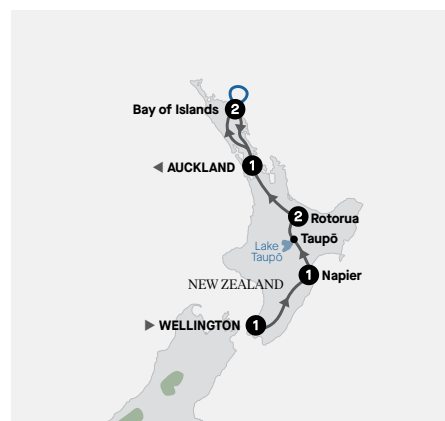 Bay of Islands 2
◄ AUCKLAND 1
2 Rotorua
Taupō
Lake
Taupō
1 Napier
NEW ZEALAND
► WELLINGTON 1